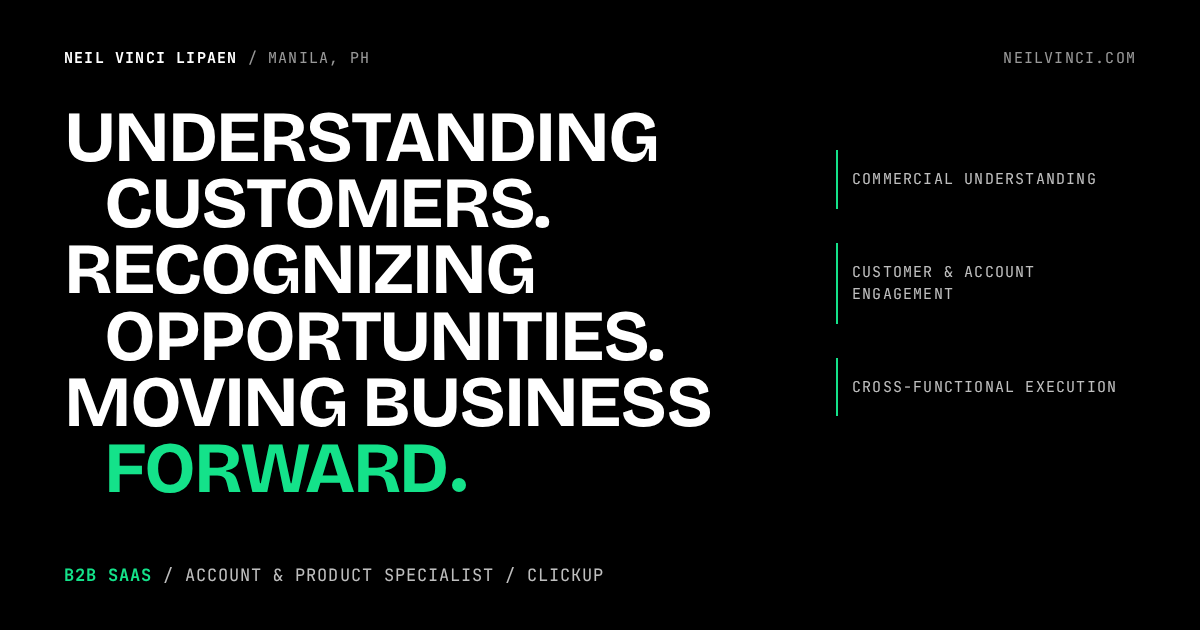 NEIL VINCI LIPAEN / MANILA, PH
NEILVINCI.COM
UNDERSTANDING
CUSTOMERS.
RECOGNIZING
OPPORTUNITIES.
MOVING BUSINESS
FORWARD.
COMMERCIAL UNDERSTANDING
CUSTOMER & ACCOUNT
ENGAGEMENT
CROSS-FUNCTIONAL EXECUTION
B2B SAAS / ACCOUNT & PRODUCT SPECIALIST / CLICKUP